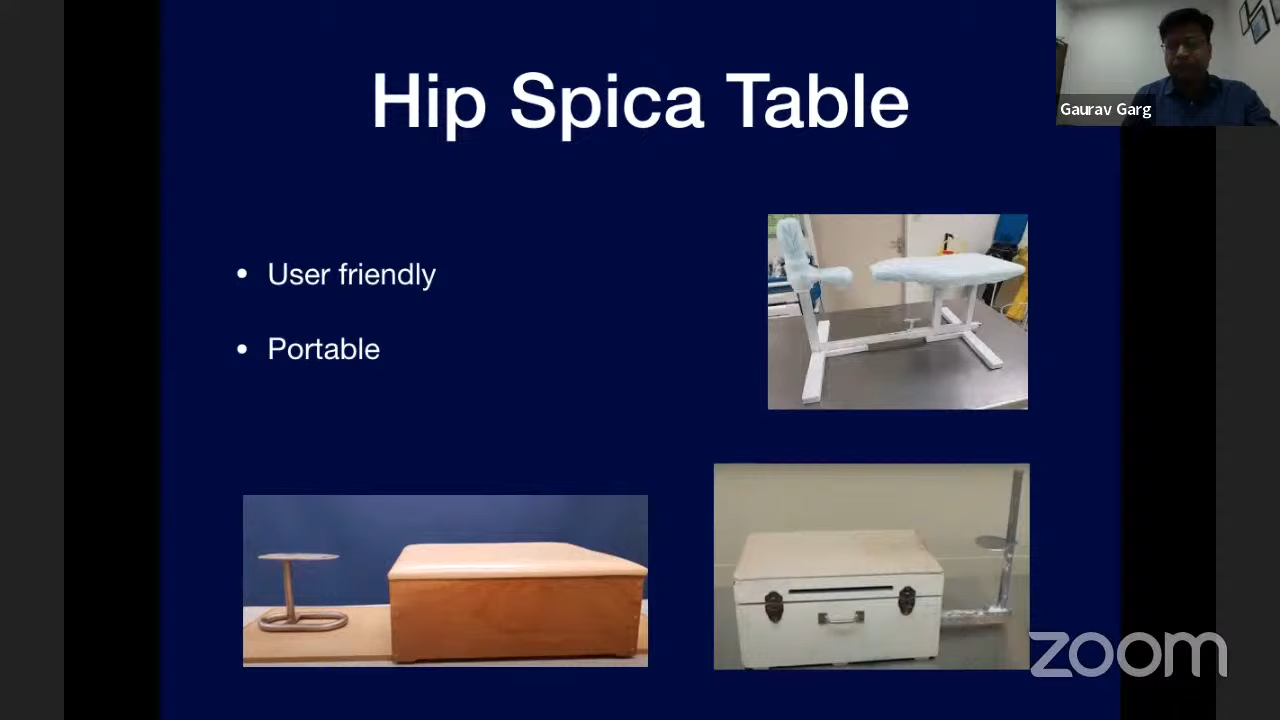 Hip Spica Table
Gaurav Garg
• User friendly
• Portable
zoom